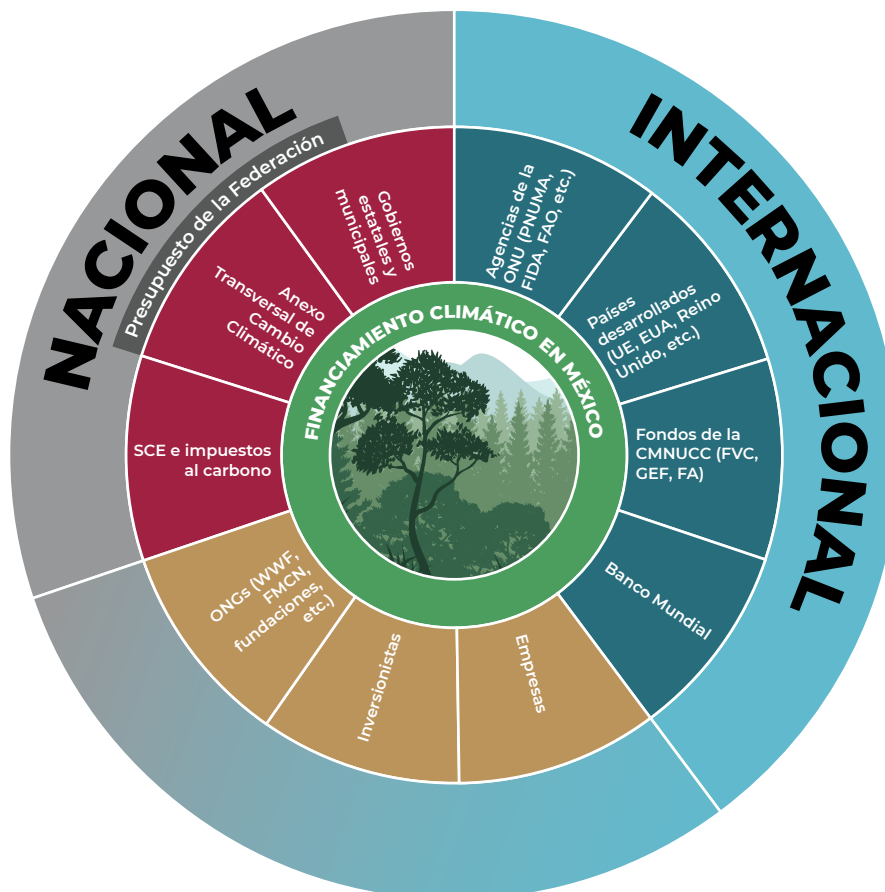 NACIONAL
INTERNACIONAL
Presupuesto de la Federación
Gobiernos
estatales y
municipales
Anexo
Transversal de
Cambio
Climático
SCE e impuestos
al carbono
Agencias de la
ONU (PNUMA,
FIDA, FAO, etc.)
Países
desarrollados
(UE, EUA, Reino
Unido, etc.)
Fondos de la
CMNUCC (FVC,
GEF, FA)
Banco Mundial
Empresas
Inversionistas
ONGs (WWF,
FMCN,
fundaciones,
etc.)
FINANCIAMIENTO CLIMÁTICO EN MÉXICO